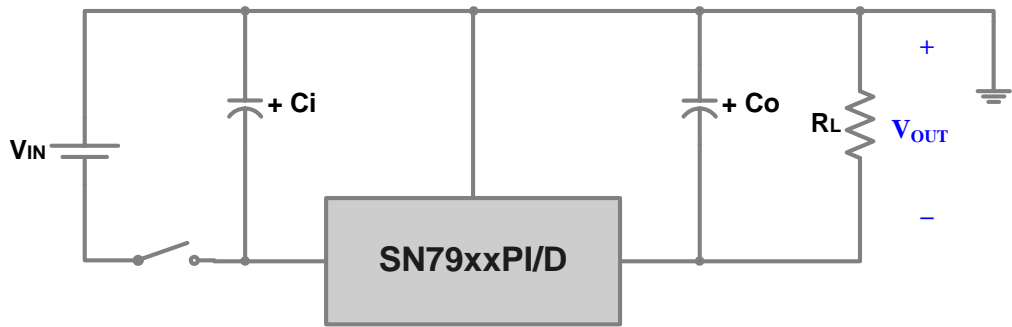 + Ci
+ Co
+
RL
VOUT
VIN
−
SN79xxPI/D